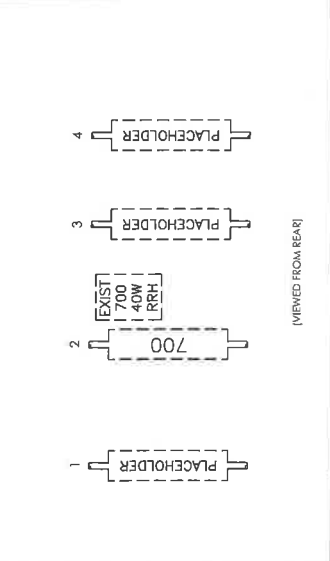 4
PLACEHOLDER
3
PLACEHOLDER
EXIST
700
40W
RRH
2
700
1
PLACEHOLDER
(VIEWED FROM REAR)